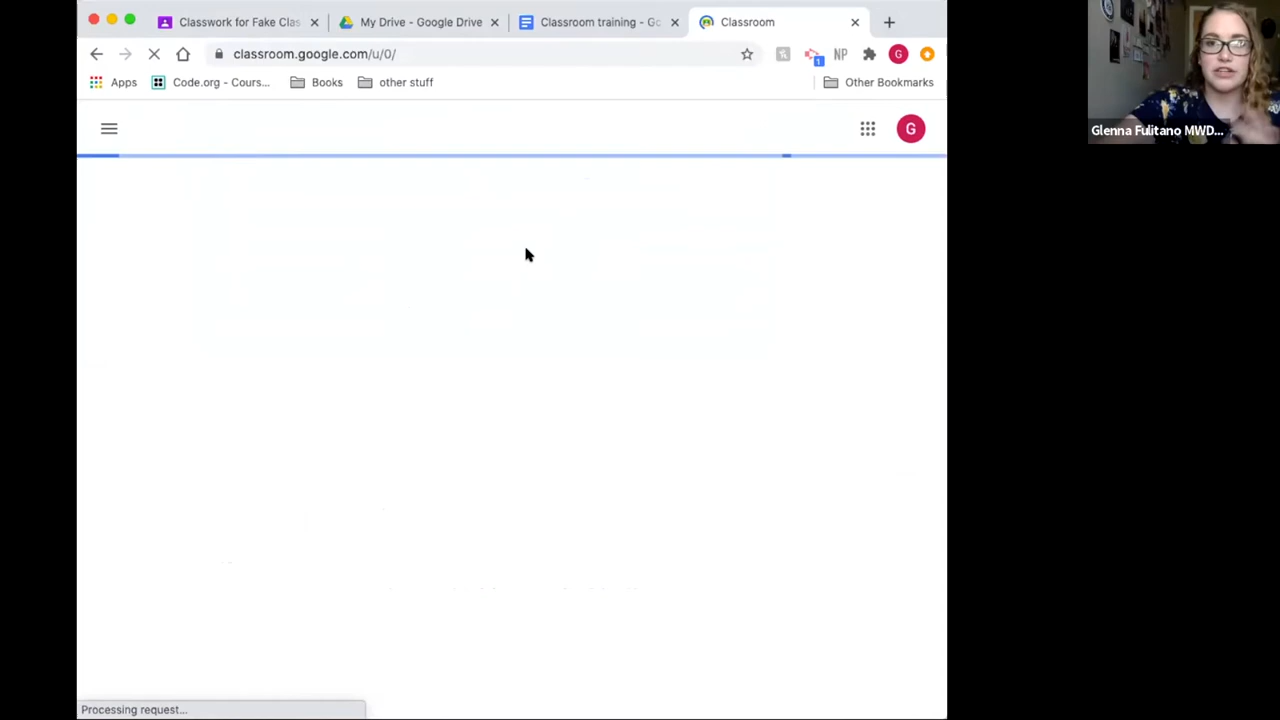 Classwork for Fake Clas
My Drive - Google Drive
Classroom training - Go
Classroom
classroom.google.com/u/0/
1
NP
G
Apps
Code.org - Cours...
Books
other stuff
Other Bookmarks
G
Glenna Fulitano MWD...
Processing request...